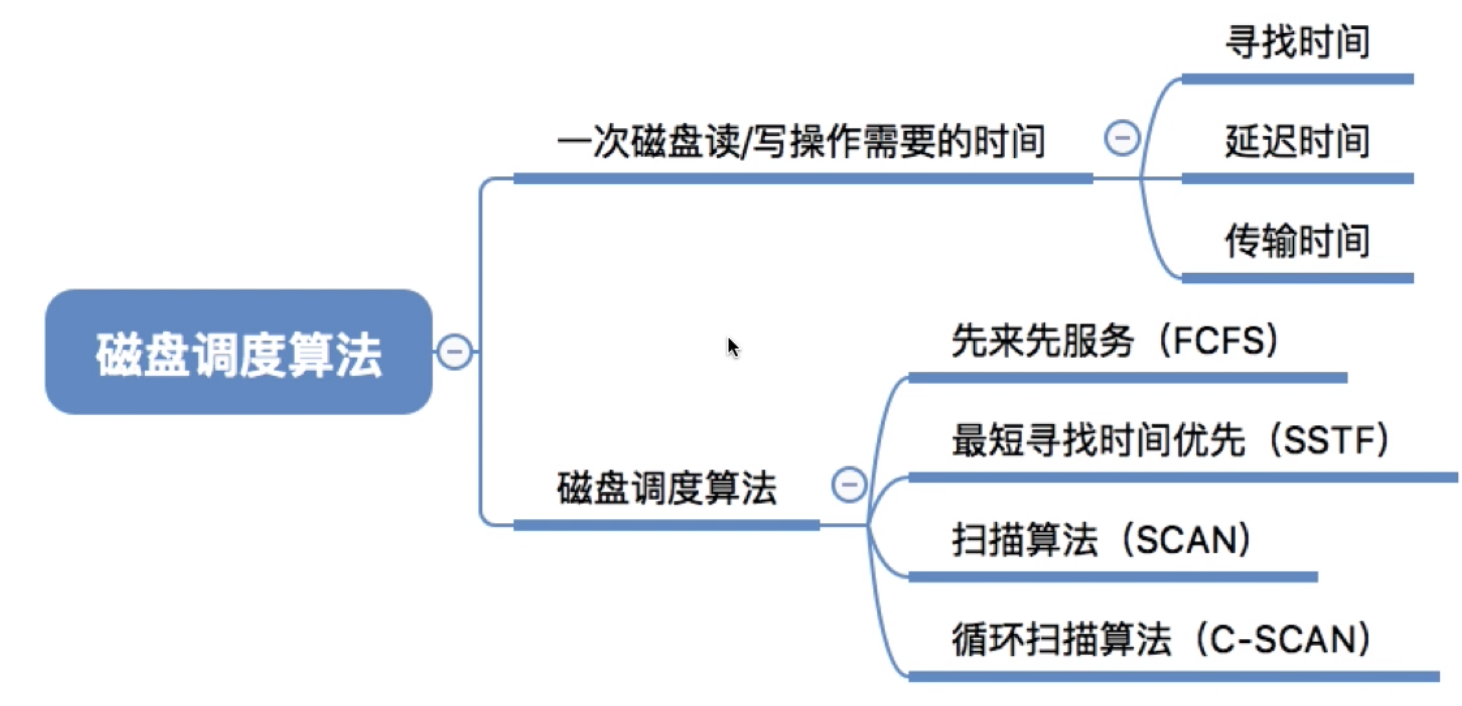 磁盘调度算法
一次磁盘读/写操作需要的时间
寻找时间
延迟时间
传输时间
磁盘调度算法
先来先服务（FCFS）
最短寻找时间优先（SSTF）
扫描算法（SCAN）
循环扫描算法（C-SCAN）